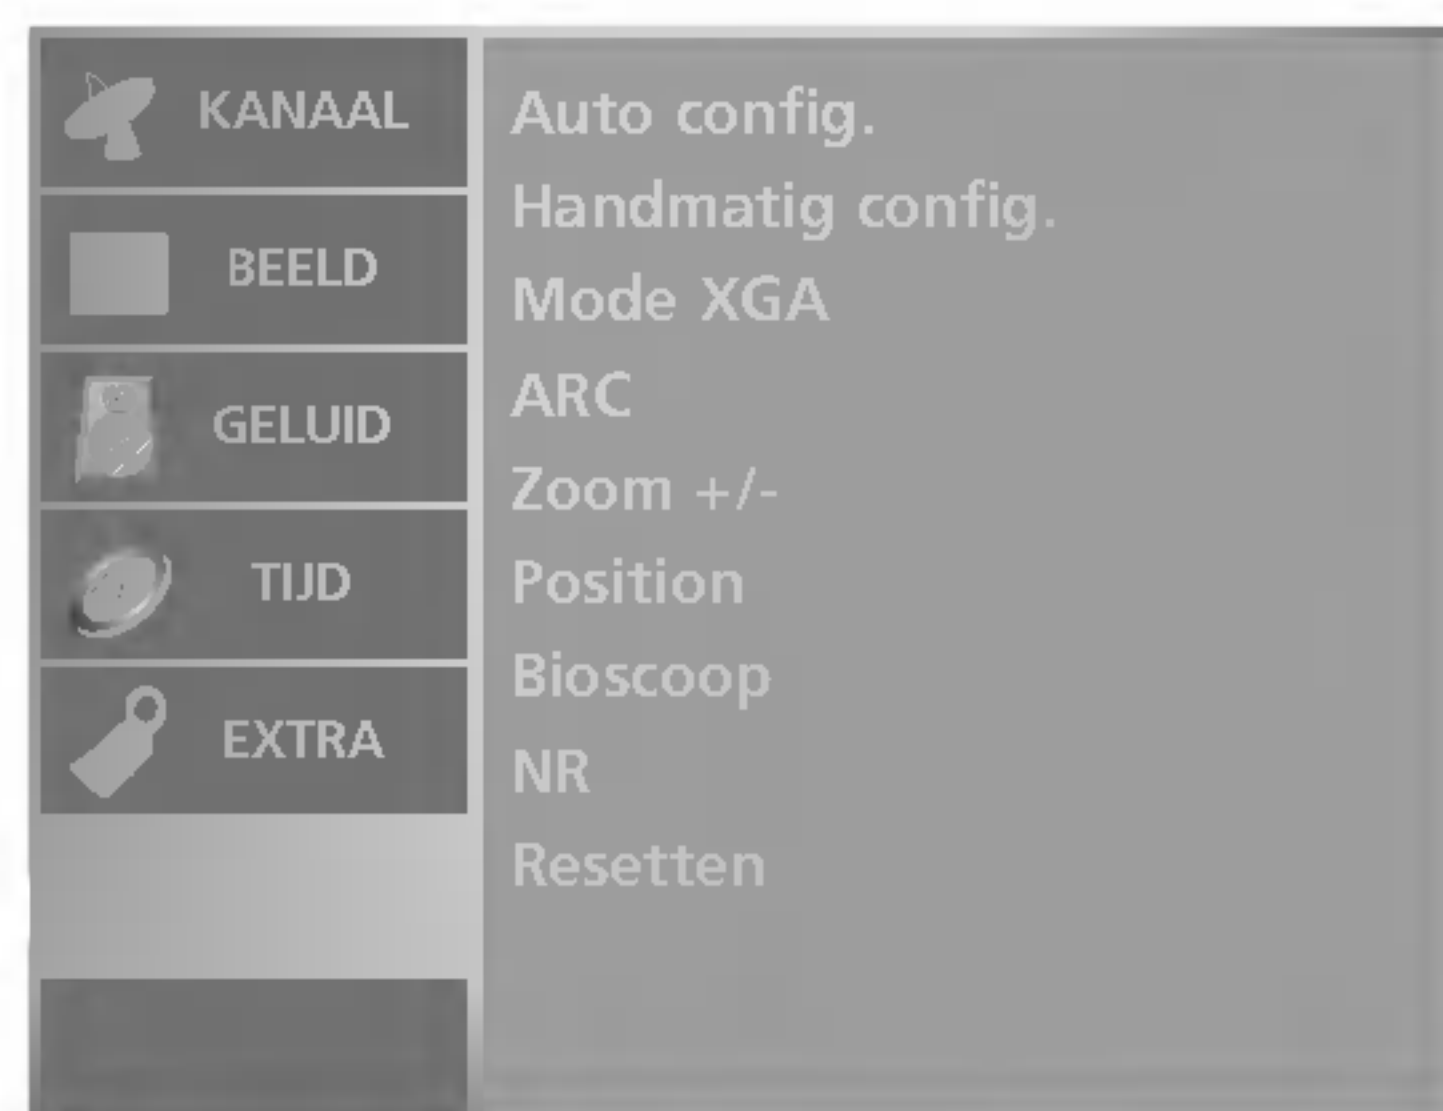 KANAAL
BEELD
GELUID
TIJD
EXTRA
Auto config.
Handmatig config.
Mode XGA
ARC
Zoom +/-
Position
Bioscoop
NR
Resetten